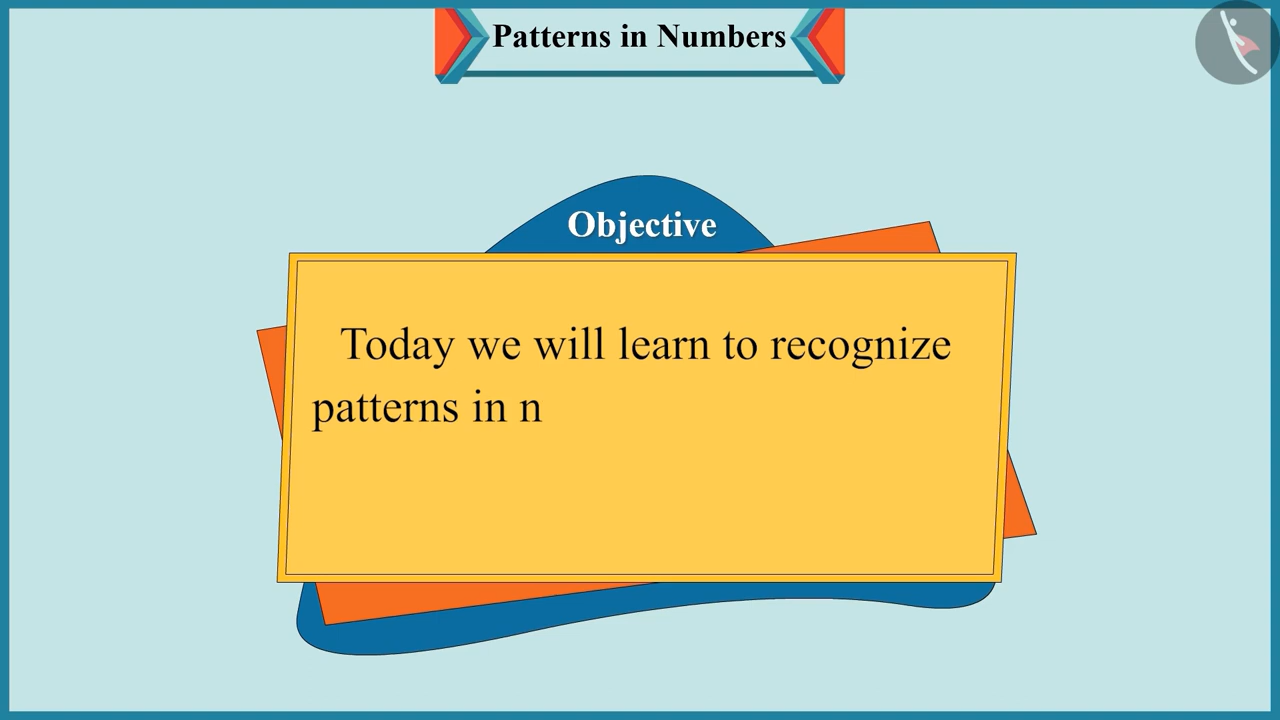 Patterns in Numbers
Objective
Today we will learn to recognize
patterns in n